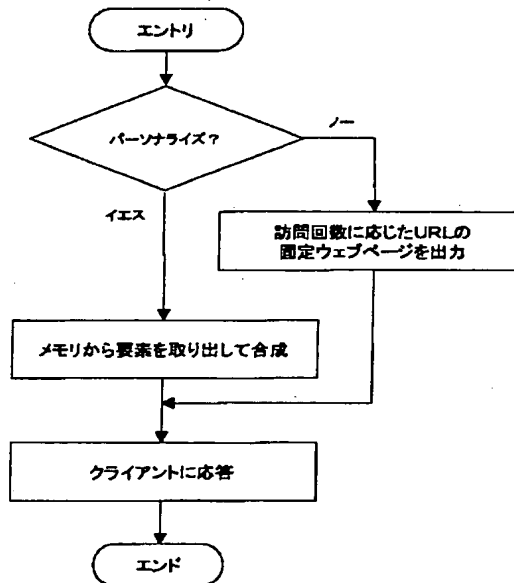 エントリ
パーソナライズ?
ノー
イエス
訪問回数に応じたURLの
固定ウェブページを出力
メモリから要素を取り出して合成
クライアントに応答
エンド